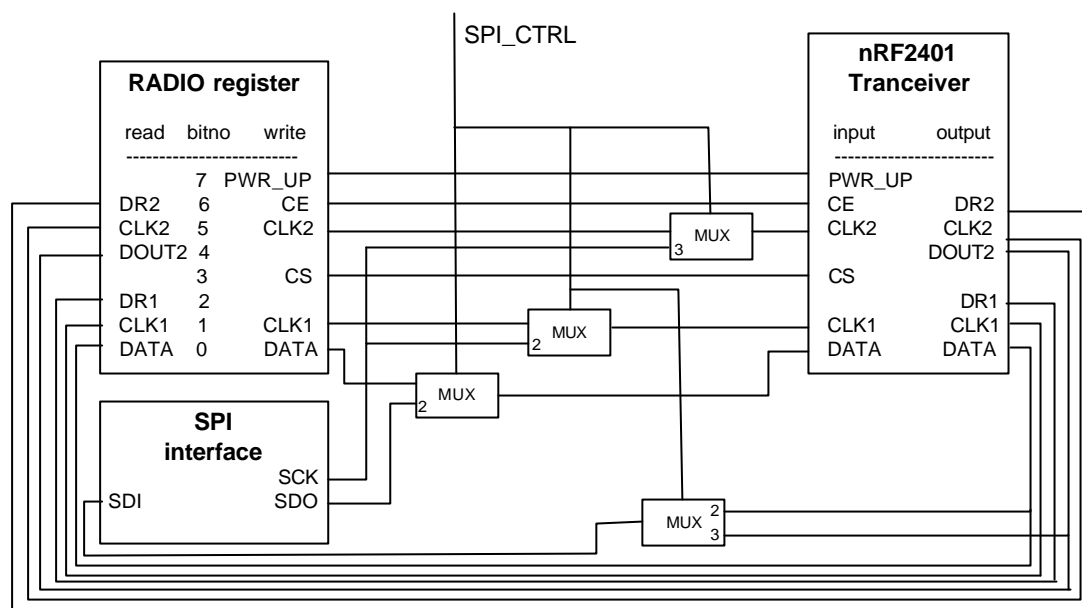 SPI_CTRL
RADIO register
read bitno write
----------------------------
7 PWR_UP
DR2 6 CE
CLK2 5 CLK2
DOUT2 4
3 CS
DR1 2
CLK1 1 CLK1
DATA 0 DATA
SPI
interface
SCK
SDI SDO
MUX
3
MUX
2
MUX
2
MUX 2
3
nRF2401
Tranceiver
input output
--------------------------
PWR_UP
CE DR2
CLK2 CLK2
DOUT2
CS
DR1
CLK1 CLK1
DATA DATA